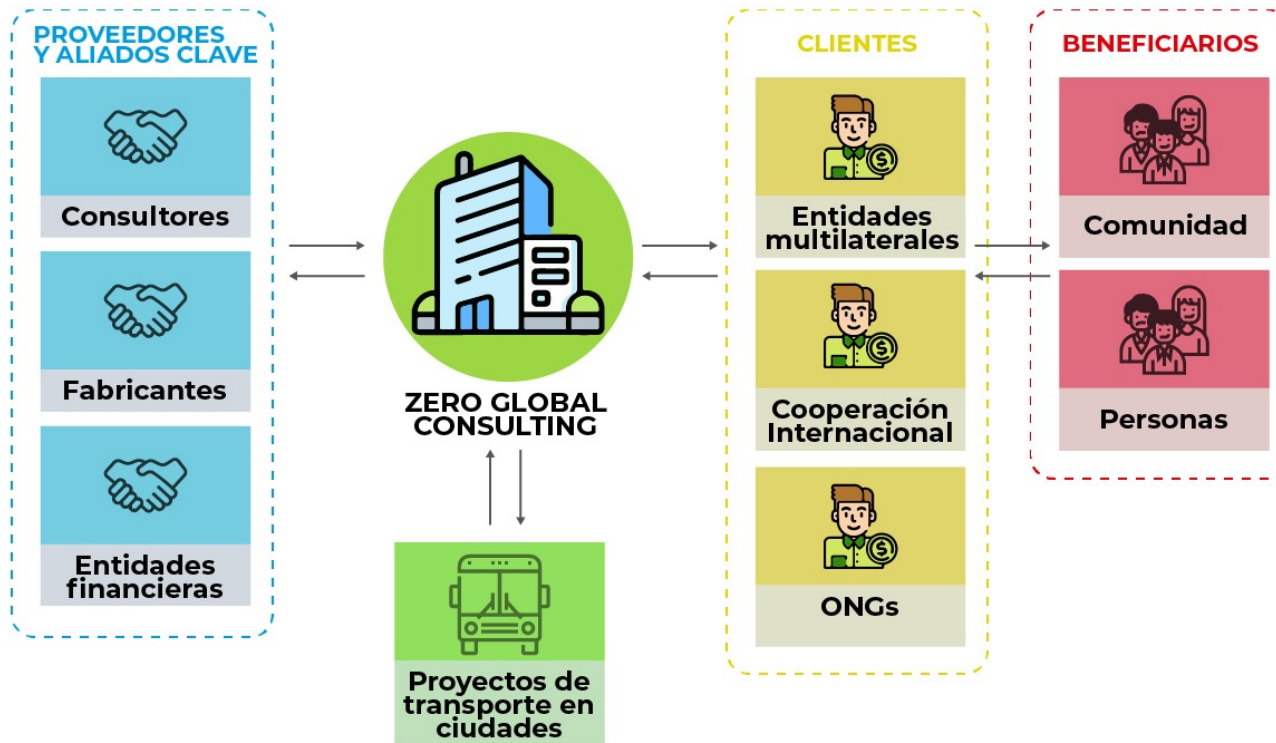 PROVEEDORES
Y ALIADOS CLAVE
Consultores
Fabricantes
Entidades
financieras
ZERO GLOBAL
CONSULTING
Proyectos de
transporte en
ciudades
CLIENTES
$
Entidades
multilaterales
$
Cooperación
Internacional
$
ONGs
BENEFICIARIOS
Comunidad
Personas